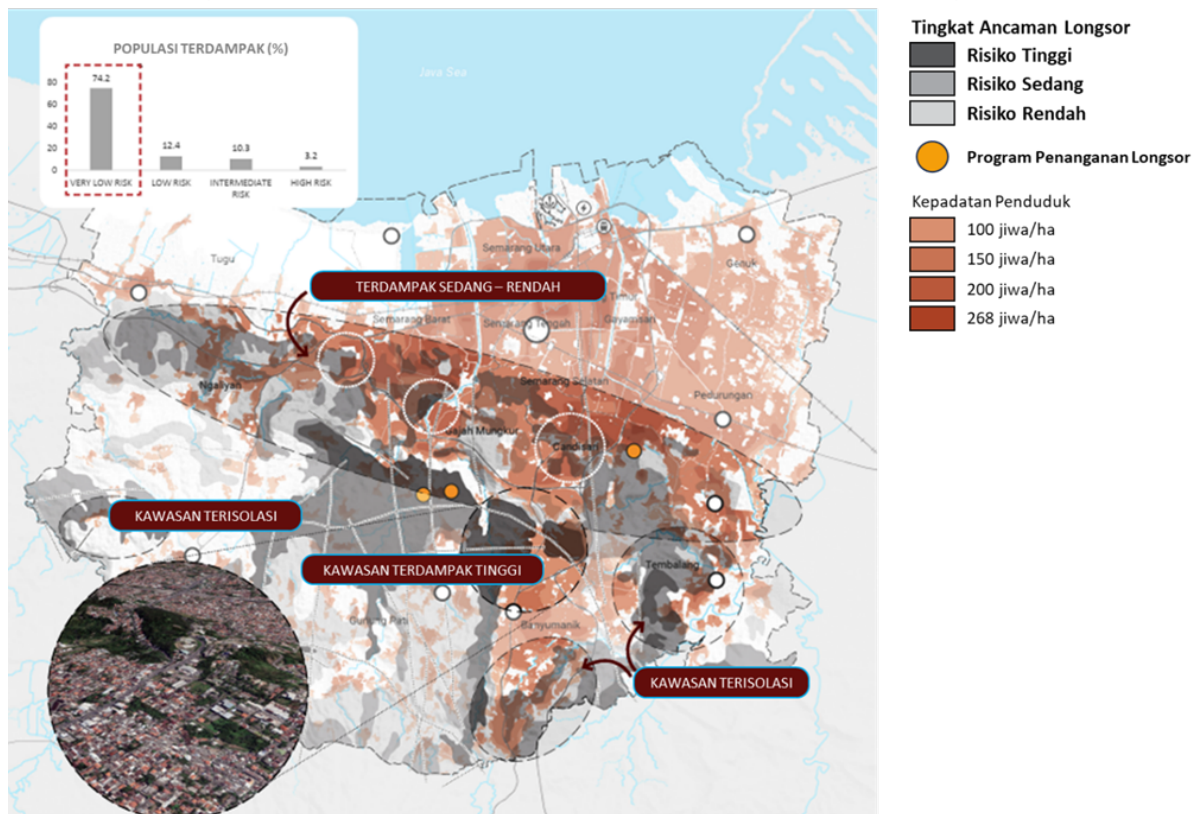 POPULASI TERDAMPAK (%)
80
60
40
20
0
74.2
12.4
10.3
3.2
VERY LOW RISK
LOW RISK
INTERMEDIATE
RISK
HIGH RISK
Java Sea
Tugu
Semarang Utara
Genuk
TERDAMPAK SEDANG – RENDAH
Timur
Semarang Barat
Semarang Tengah
Gayamsari
Ngaliyan
Semarang Selatan
Pedurungan
Gajah Mungkur
Candisari
KAWASAN TERISOLASI
KAWASAN TERDAMPAK TINGGI
Tembalang
Gunung Pati
Banyumanik
KAWASAN TERISOLASI
Tingkat Ancaman Longsor
Risiko Tinggi
Risiko Sedang
Risiko Rendah
Program Penanganan Longsor
Kepadatan Penduduk
100 jiwa/ha
150 jiwa/ha
200 jiwa/ha
268 jiwa/ha